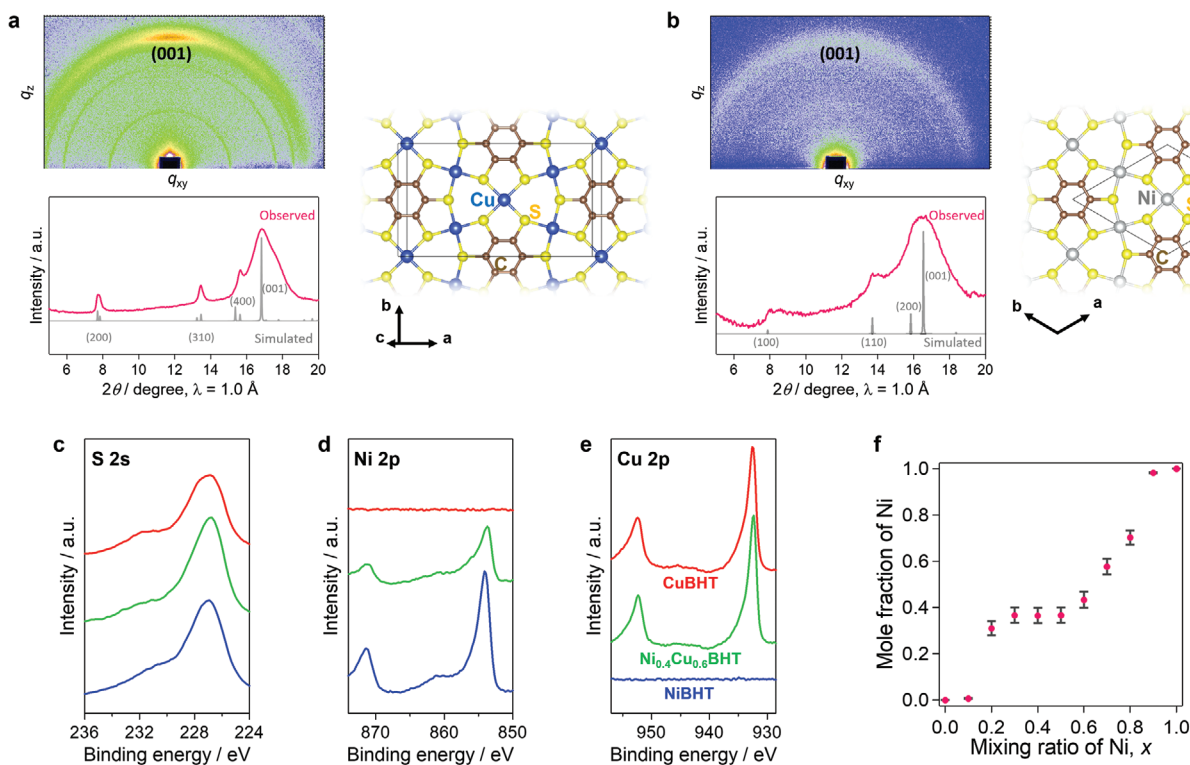 a
(001)
q_z
q_xy
Observed
(400)
(001)
(200)
(310)
Simulated
Intensity / a.u.
6 8 10 12 14 16 18 20
2θ / degree, λ = 1.0 Å
Cu
S
C
b
c
a
b
(001)
q_z
q_xy
Observed
(001)
(200)
(100)
(110)
Simulated
Intensity / a.u.
6 8 10 12 14 16 18 20
2θ / degree, λ = 1.0 Å
Ni
S
C
b
a
c
S 2s
Intensity / a.u.
236 232 228 224
Binding energy / eV
d
Ni 2p
Intensity / a.u.
870 860 850
Binding energy / eV
e
Cu 2p
CuBHT
Ni0.4Cu0.6BHT
NiBHT
Intensity / a.u.
950 940 930
Binding energy / eV
f
Mole fraction of Ni
1.0
0.8
0.6
0.4
0.2
0.0
0.0 0.2 0.4 0.6 0.8 1.0
Mixing ratio of Ni, x